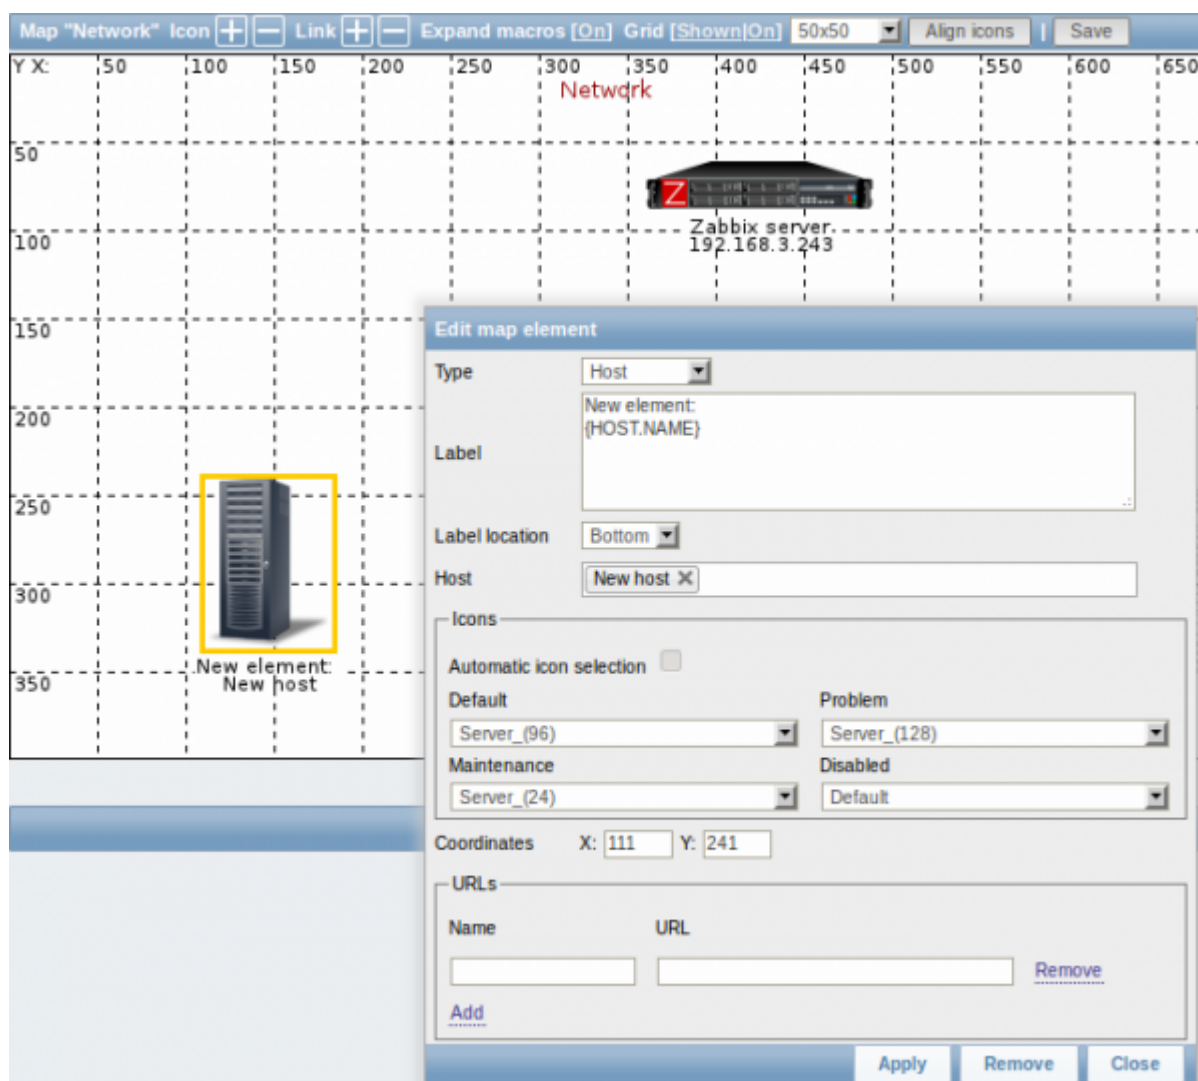 Map "Network" Icon Link Expand macros [On] Grid [Shown|On] 50x50 Align icons | Save
Y X: 50 100 150 200 250 300 350 400 450 500 550 600 650
Network
50
Z
Zabbix server
100
192.168.3.243
150
Edit map element
Type Host
200
Label
New element:
{HOST.NAME}
250
Label location Bottom
Host New host
300
Icons
Automatic icon selection
New element:
New host
350
Default Problem
Server_(96) Server_(128)
Maintenance Disabled
Server_(24) Default
Coordinates X: 111 Y: 241
URLs
Name URL
Remove
Add
Apply Remove Close